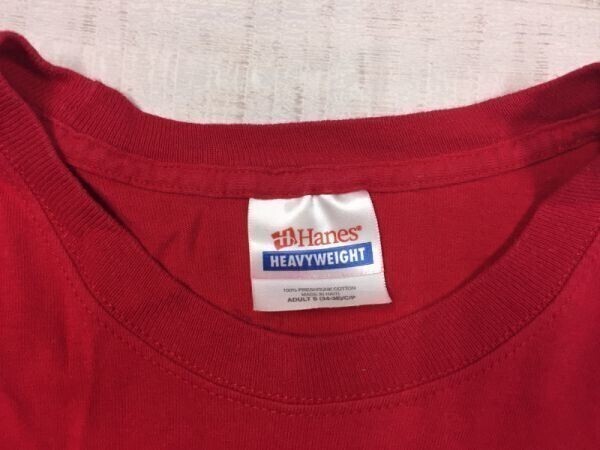 Hanes®
HEAVYWEIGHT
100% PRESHRUNK COTTON
MADE IN HAITI
ADULT S (34-36)/C/P